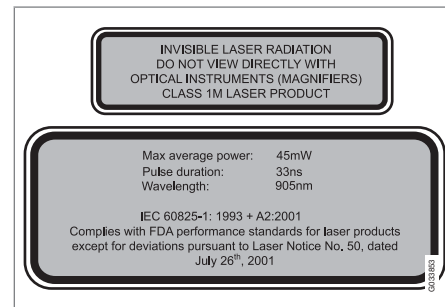 INVISIBLE LASER RADIATION
DO NOT VIEW DIRECTLY WITH
OPTICAL INSTRUMENTS (MAGNIFIERS)
CLASS 1M LASER PRODUCT
Max average power: 45mW
Pulse duration: 33ns
Wavelength: 905nm
IEC 60825-1: 1993 + A2:2001
Complies with FDA performance standards for laser products
except for deviations pursuant to Laser Notice No. 50, dated
July 26th, 2001
G033853